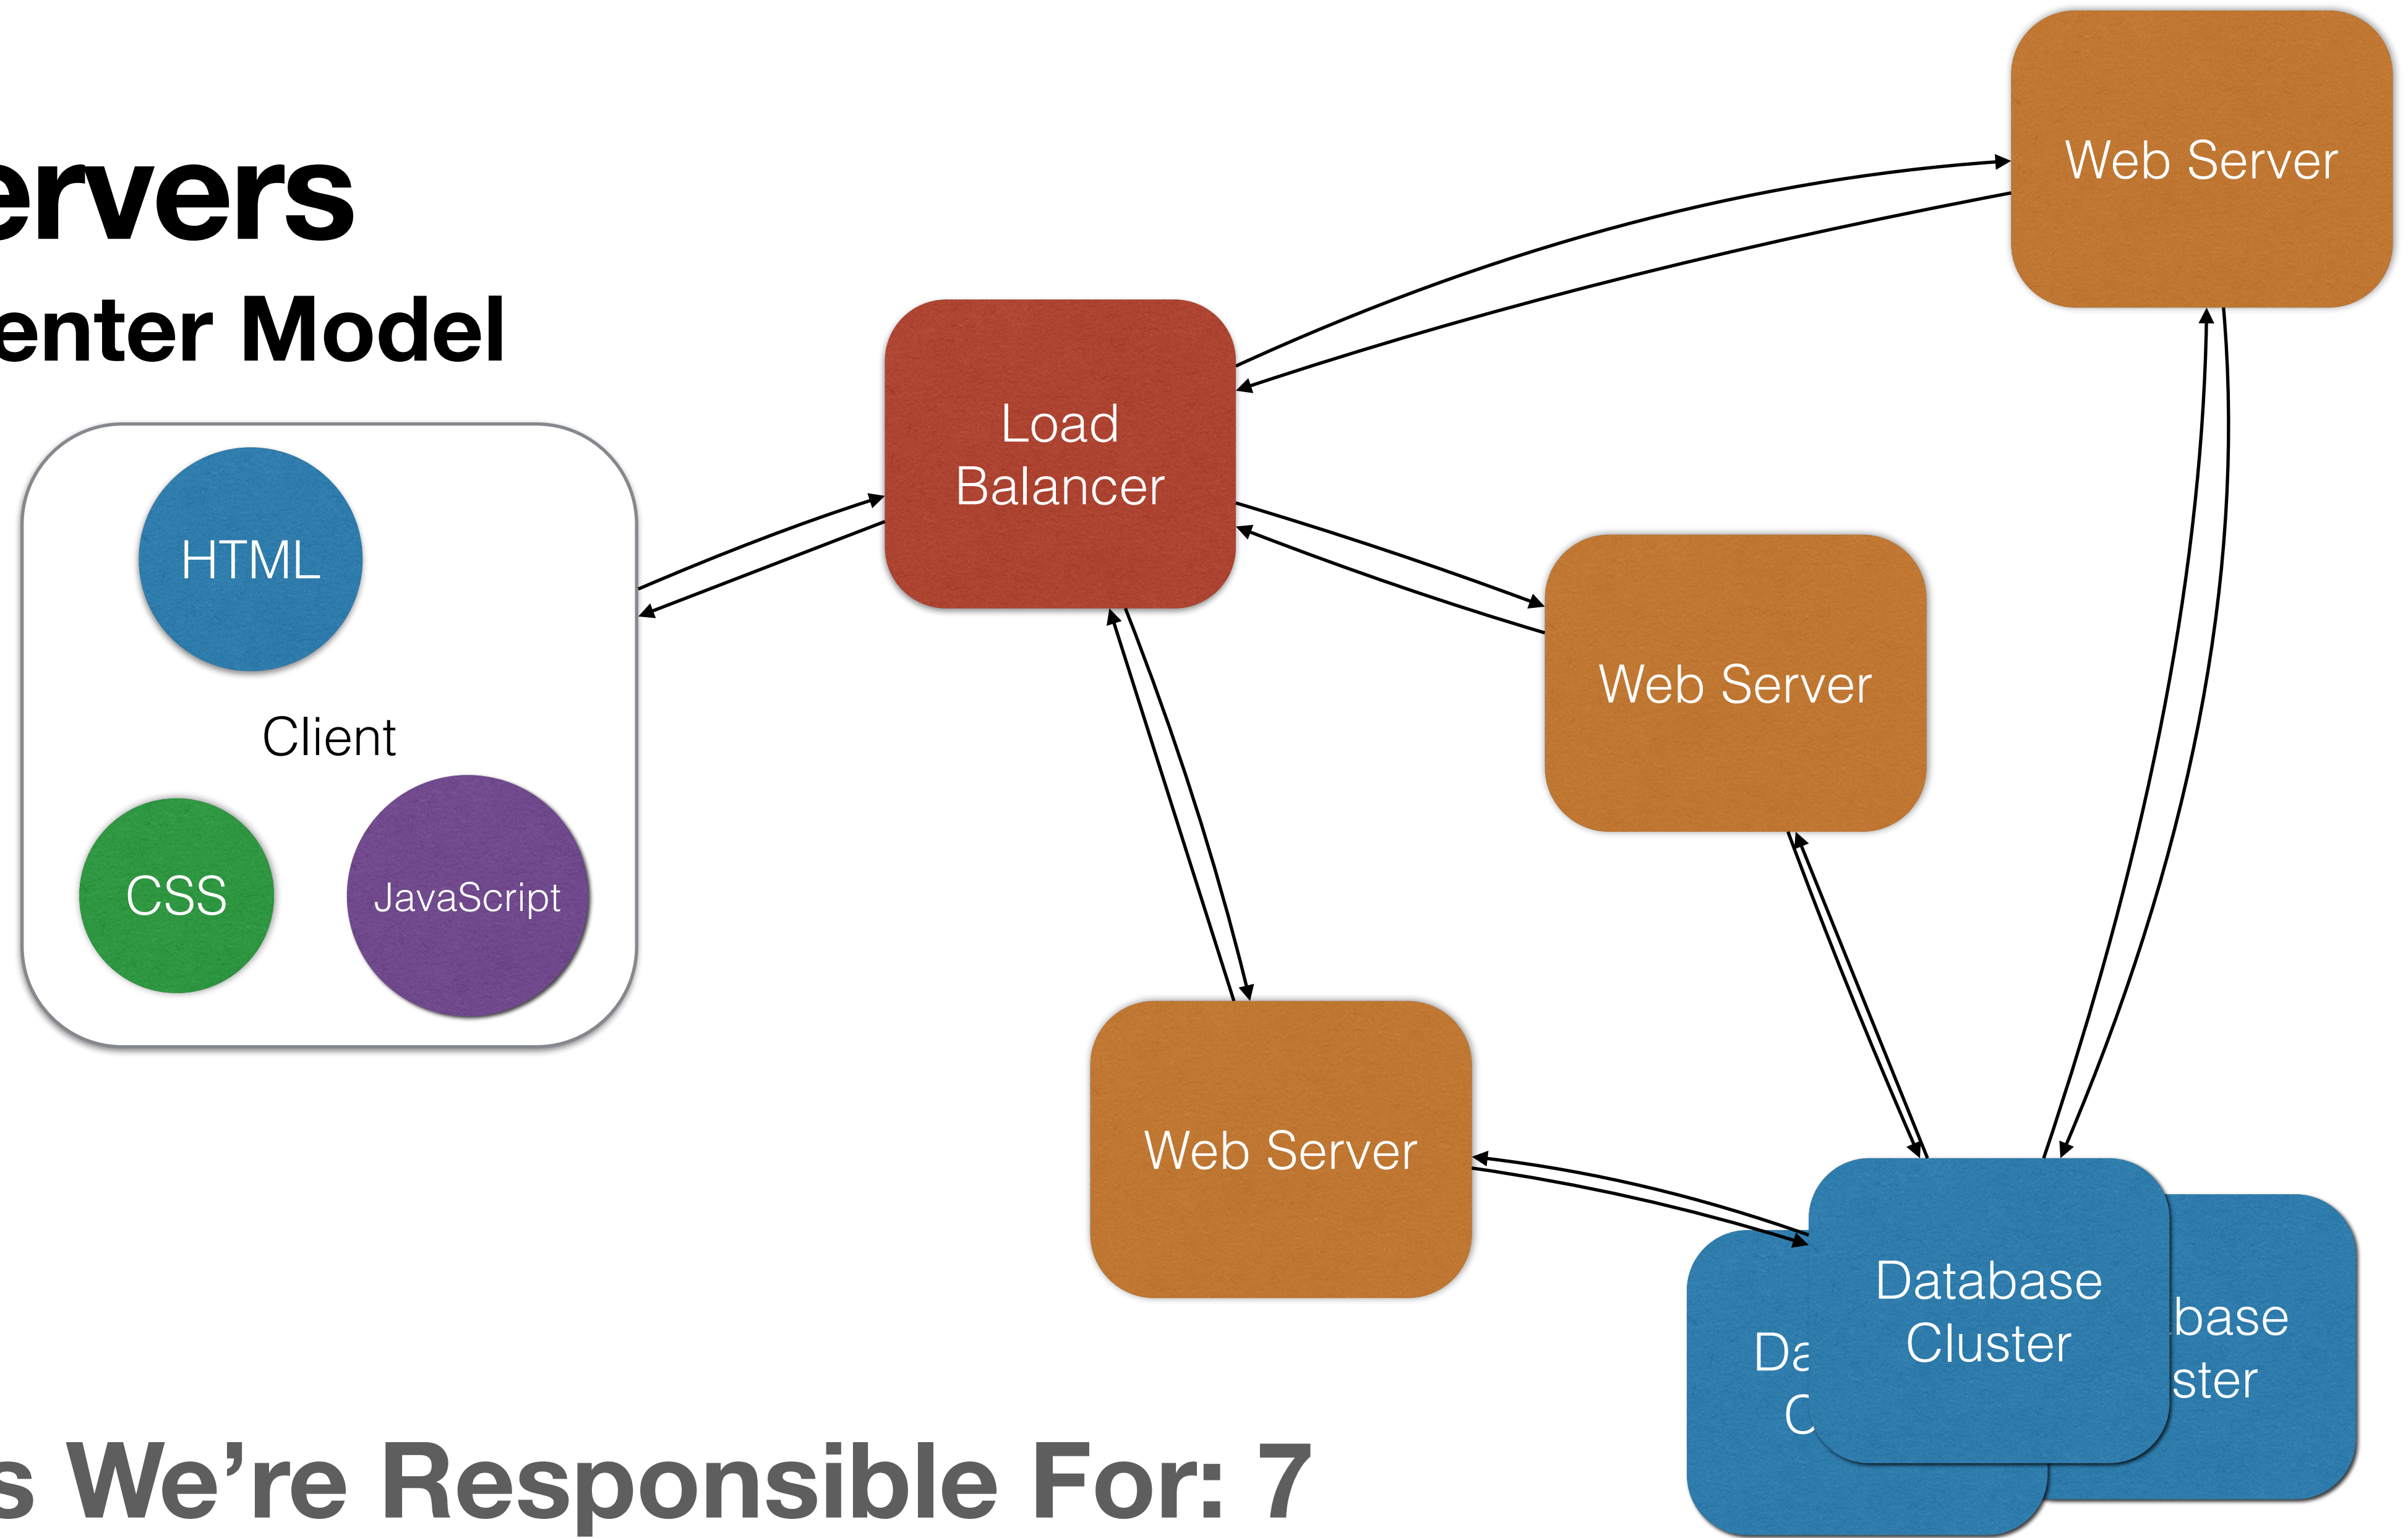 ervers
enter Model
Web Server
Load
Balancer
HTML
Web Server
Client
CSS
JavaScript
Web Server
Database
Cluster
base
ster
Da
C
s We’re Responsible For: 7